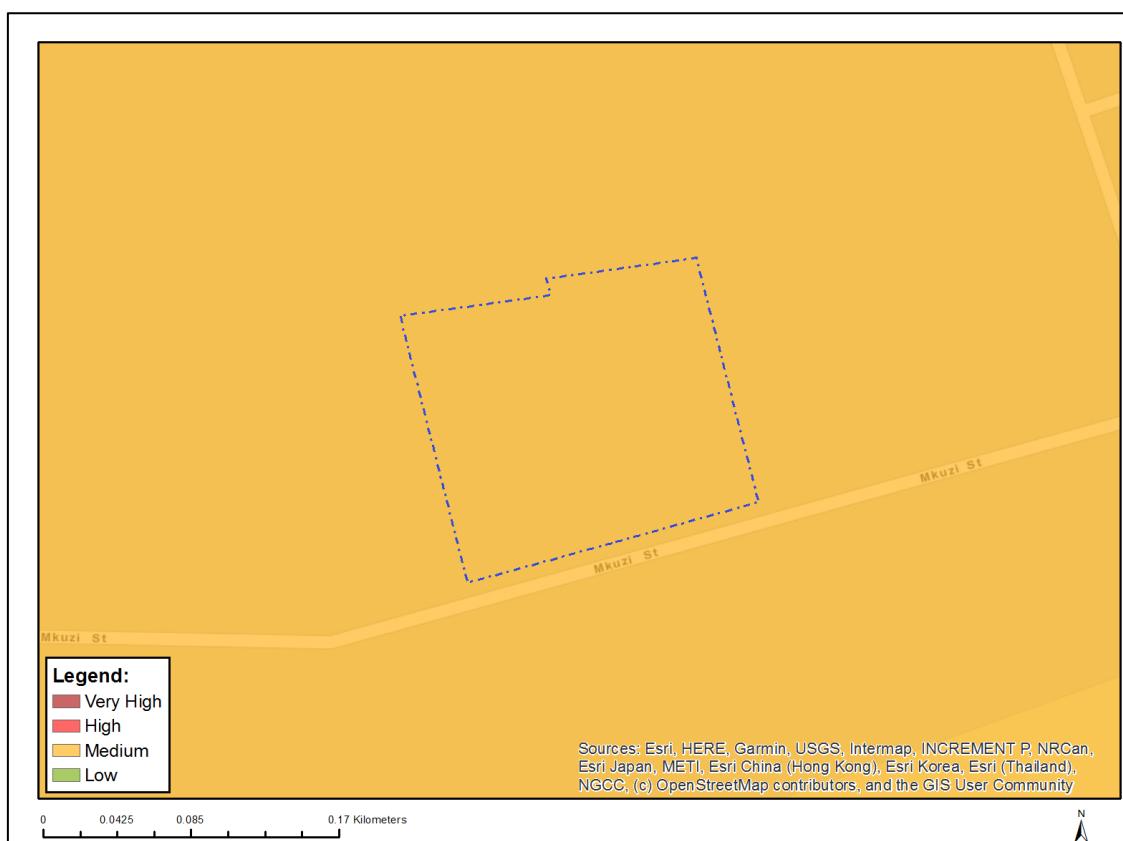 Mkuzi St
Mkuzi St
Mkuzi St
Legend:
Very High
High
Medium
Low
Sources: Esri, HERE, Garmin, USGS, Intermap, INCREMENT P, NRCan,
Esri Japan, METI, Esri China (Hong Kong), Esri Korea, Esri (Thailand),
NGCC, (c) OpenStreetMap contributors, and the GIS User Community
0 0.0425 0.085 0.17 Kilometers
N